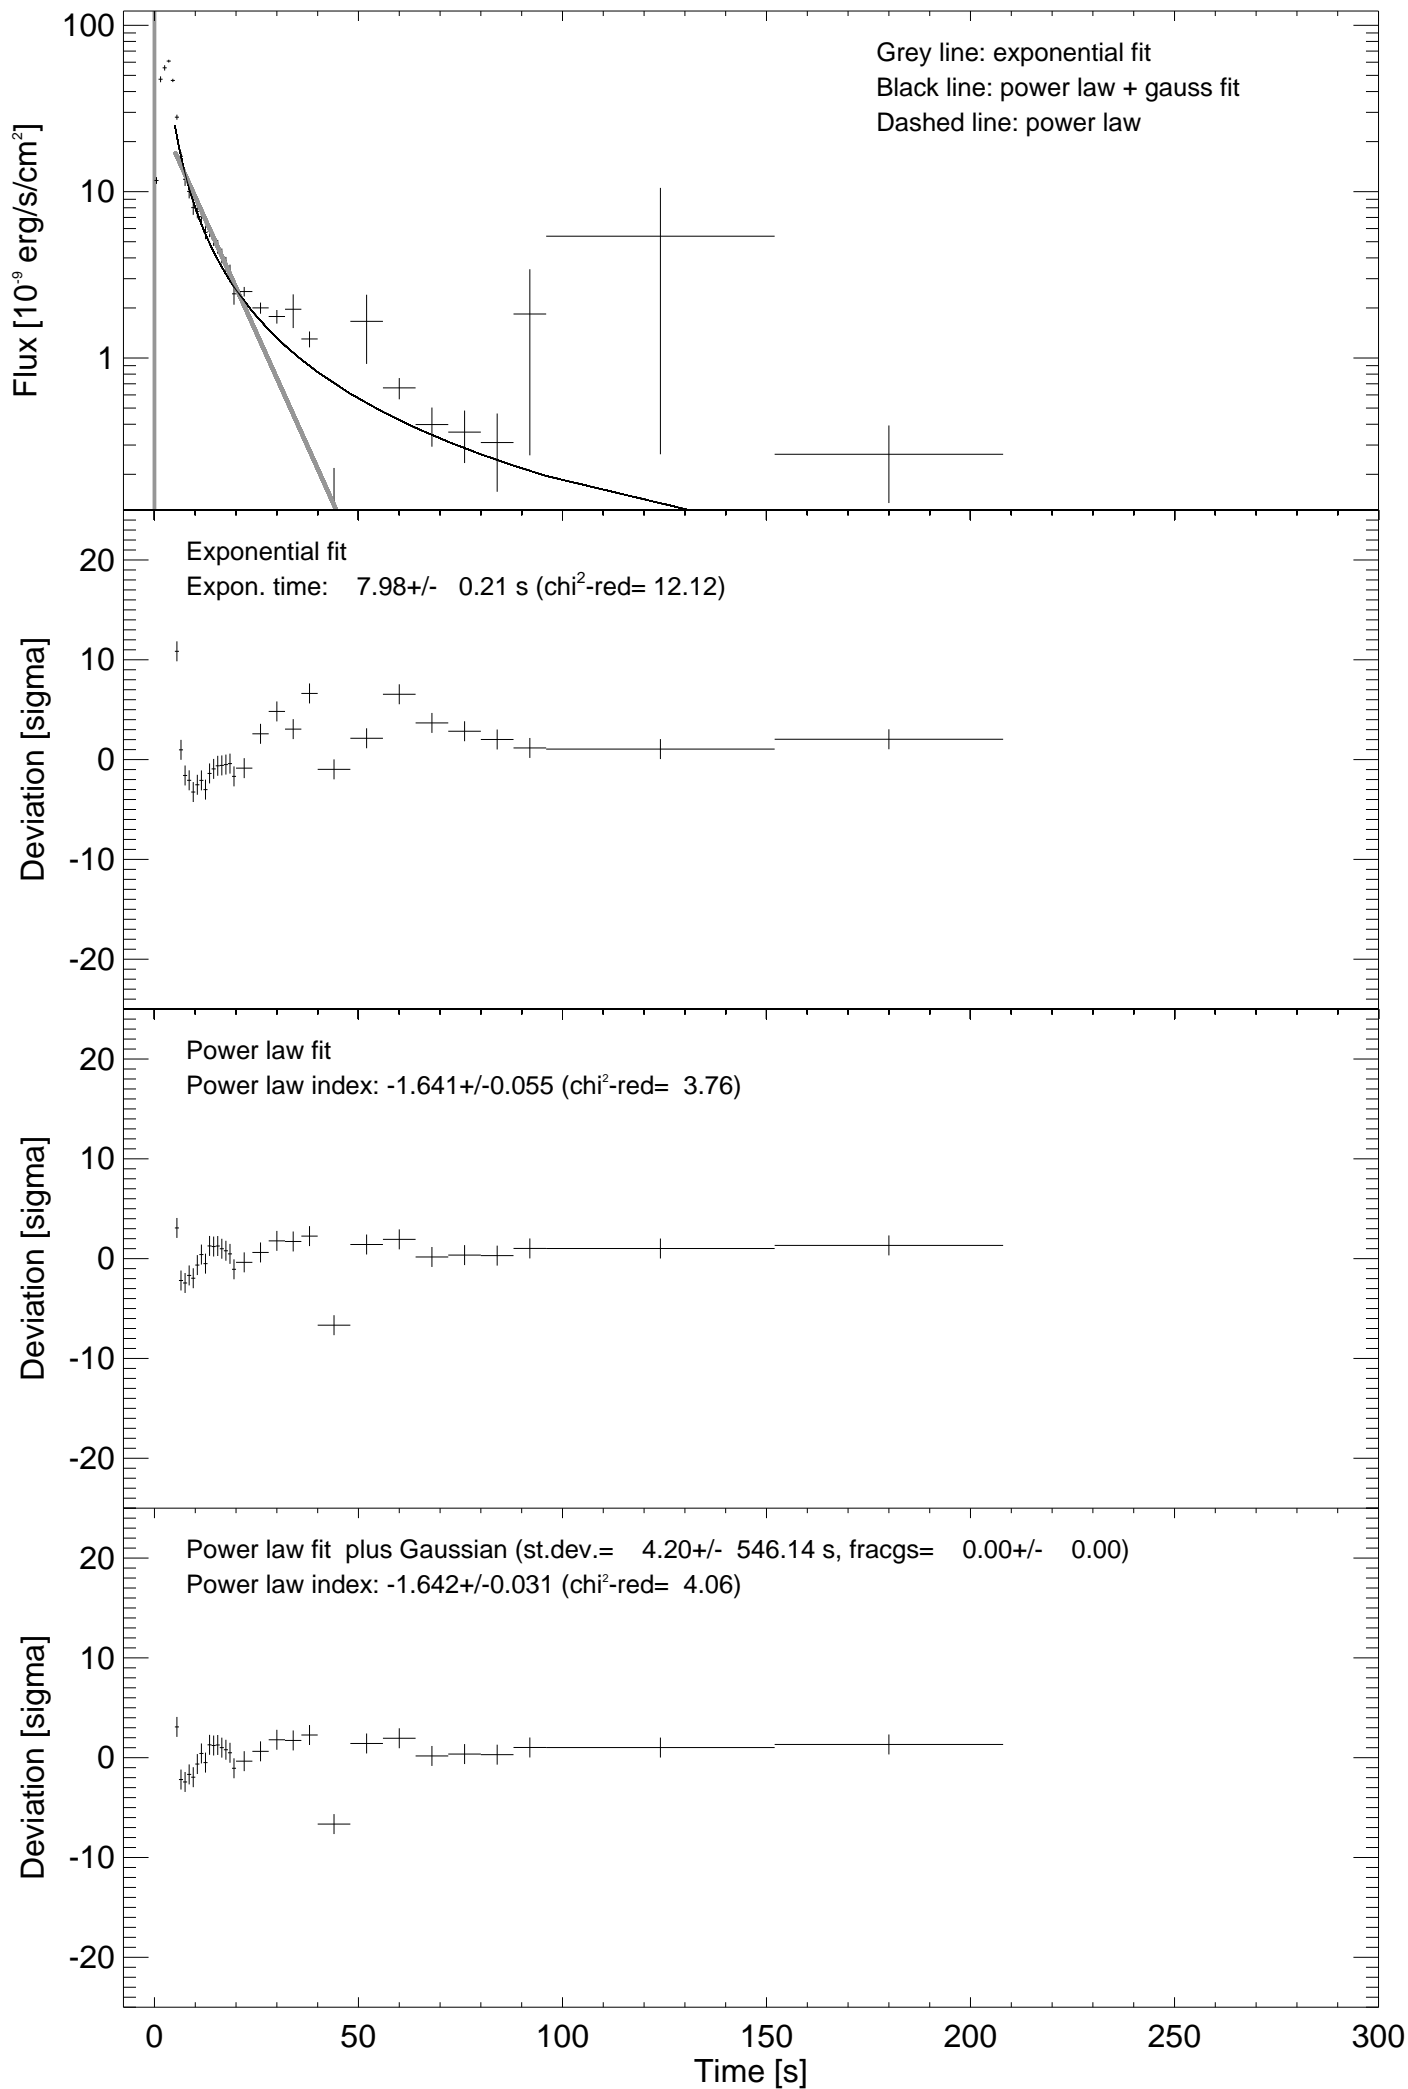 Grey line: exponential fit
Black line: power law + gauss fit
Dashed line: power law
100
10
1
Flux [10⁻⁹ erg/s/cm²]
Exponential fit
Expon. time: 7.98+/- 0.21 s (chi²-red= 12.12)
20
10
0
-10
-20
Deviation [sigma]
Power law fit
Power law index: -1.641+/-0.055 (chi²-red= 3.76)
20
10
0
-10
-20
Deviation [sigma]
Power law fit plus Gaussian (st.dev.= 4.20+/- 546.14 s, fracgs= 0.00+/- 0.00)
Power law index: -1.642+/-0.031 (chi²-red= 4.06)
20
10
0
-10
-20
Deviation [sigma]
0 50 100 150 200 250 300
Time [s]